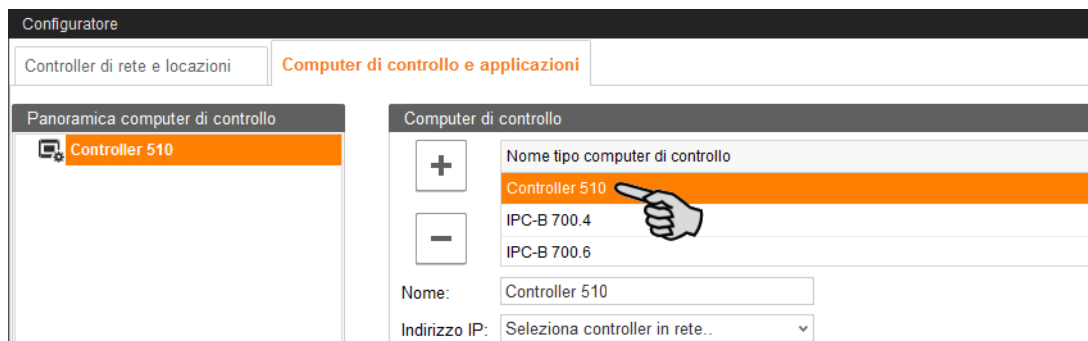 Configuratore
Controller di rete e locazioni
Computer di controllo e applicazioni
Panoramica computer di controllo
Controller 510
Computer di controllo
Nome tipo computer di controllo
Controller 510
IPC-B 700.4
IPC-B 700.6
Nome: Controller 510
Indirizzo IP: Seleziona controller in rete..